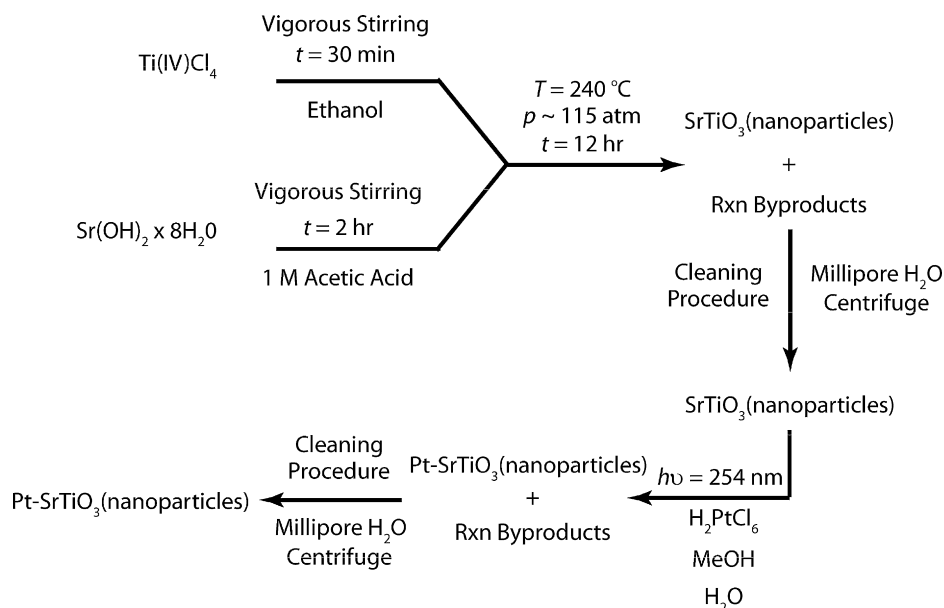 Vigorous Stirring
t = 30 min
Ti(IV)Cl₄
Ethanol
Vigorous Stirring
t = 2 hr
Sr(OH)₂ x 8H₂0
1 M Acetic Acid
T = 240 °C
p ~ 115 atm
t = 12 hr
SrTiO₃(nanoparticles)
+
Rxn Byproducts
Cleaning
Procedure
Millipore H₂O
Centrifuge
SrTiO₃(nanoparticles)
hυ = 254 nm
H₂PtCl₆
MeOH
H₂O
Pt-SrTiO₃(nanoparticles)
+
Rxn Byproducts
Cleaning
Procedure
Millipore H₂O
Centrifuge
Pt-SrTiO₃(nanoparticles)